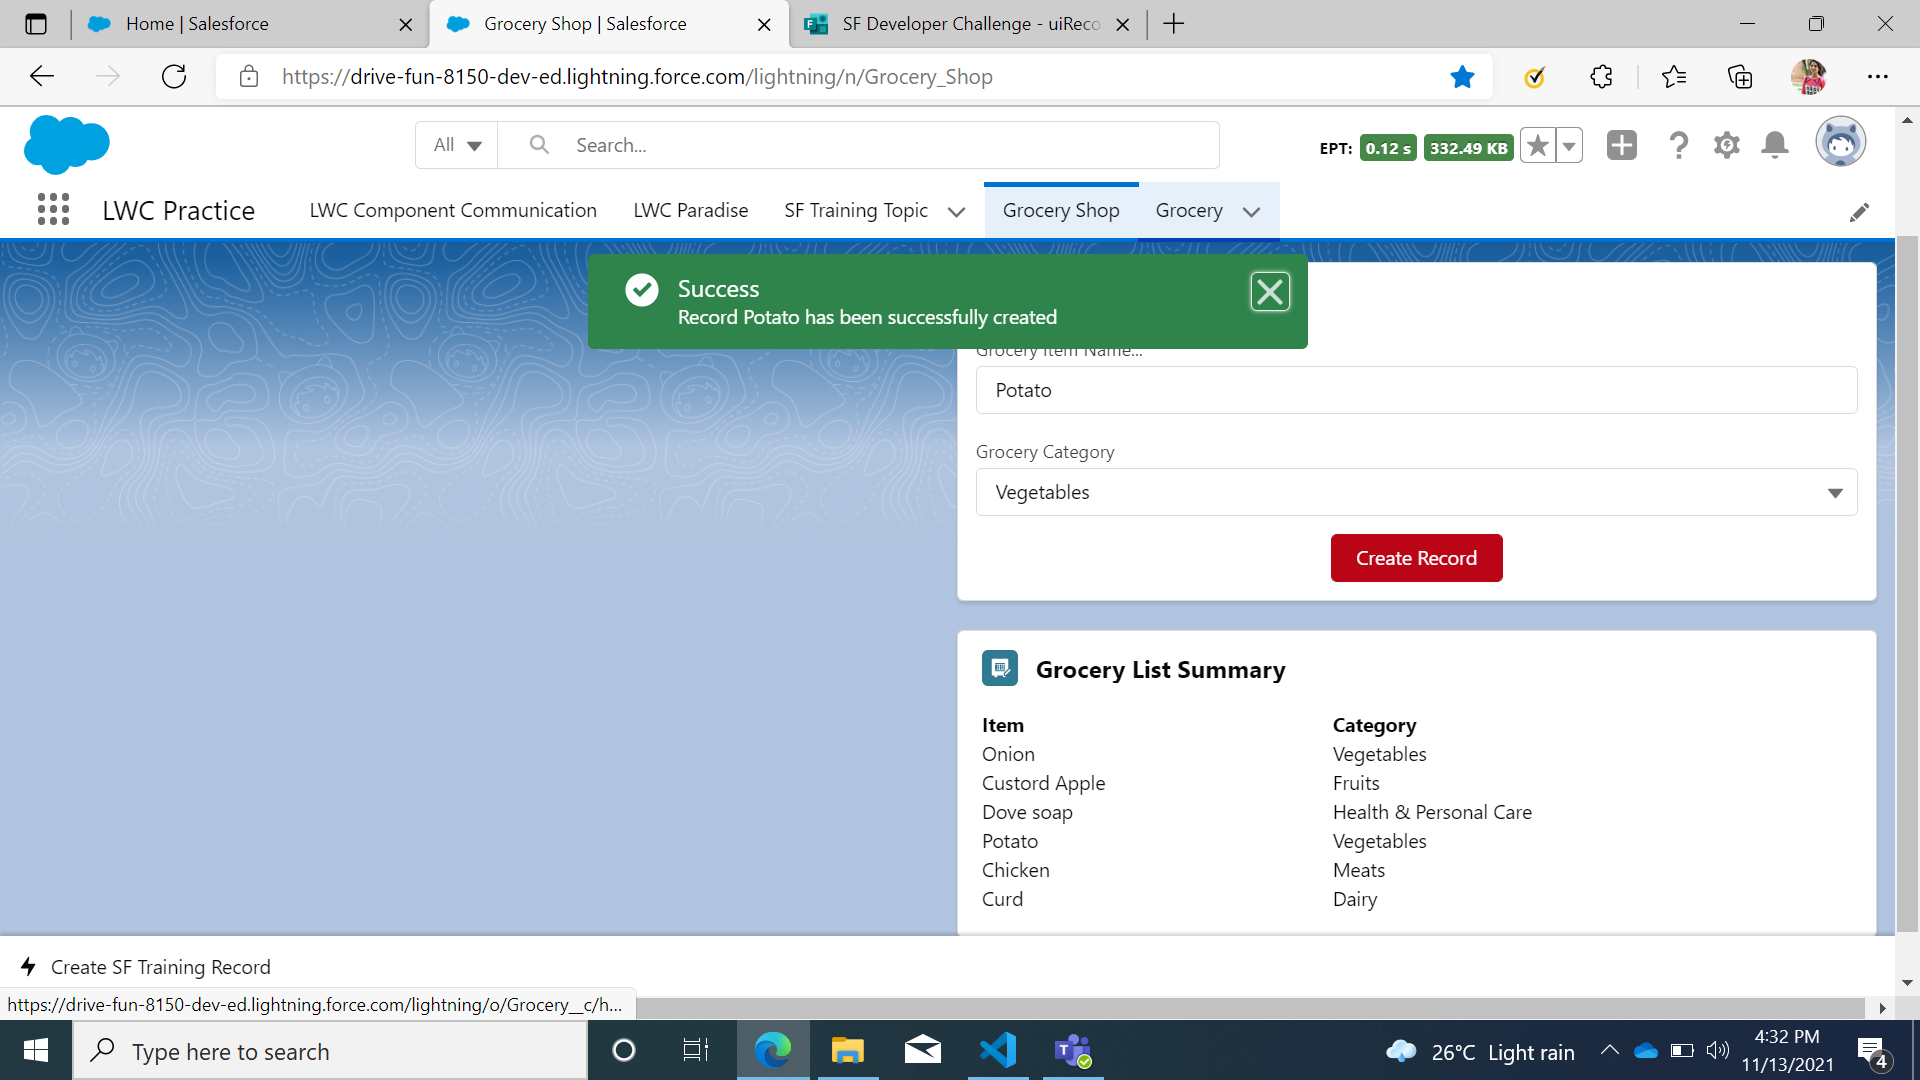 Home | Salesforce
Grocery Shop | Salesforce
SF Developer Challenge - uiReco
https://drive-fun-8150-dev-ed.lightning.force.com/lightning/n/Grocery_Shop
All
Search...
EPT: 0.12 s 332.49 KB
LWC Practice
LWC Component Communication
LWC Paradise
SF Training Topic
Grocery Shop
Grocery
Success
Record Potato has been successfully created
Grocery Item Name...
Potato
Grocery Category
Vegetables
Create Record
Grocery List Summary
Item Category
Onion Vegetables
Custord Apple Fruits
Dove soap Health & Personal Care
Potato Vegetables
Chicken Meats
Curd Dairy
Create SF Training Record
https://drive-fun-8150-dev-ed.lightning.force.com/lightning/o/Grocery__c/h...
Type here to search
26°C Light rain
4:32 PM
11/13/2021
4